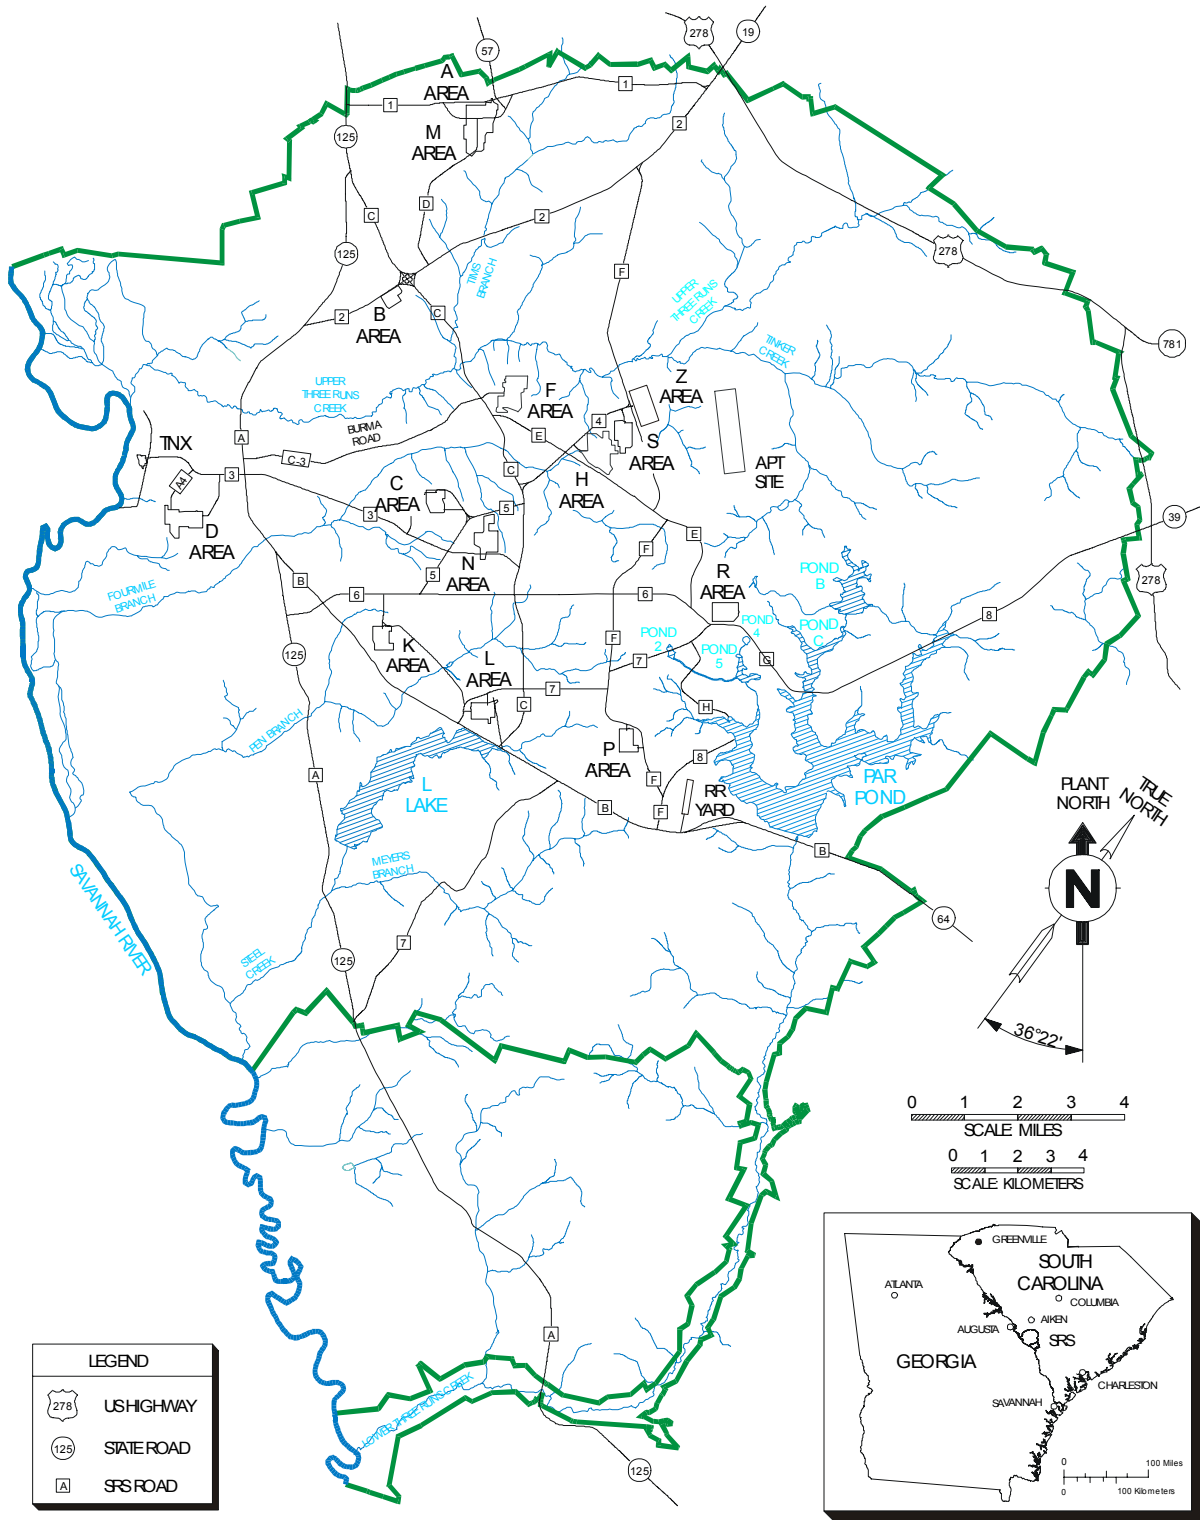 19
278
57
A
AREA
1
1
125
M
AREA
2
D
C
2
125
278
F
TIMS
BRANCH
UPPER
THREE RUNS
CREEK
2
B
AREA
C
781
TINKER
CREEK
UPPER
THREE RUNS
CREEK
F
AREA
Z
AREA
BURMA
ROAD
4
A
E
TNX
C-3
S
AREA
APT
SITE
A4
3
C
AREA
C
H
AREA
3
5
39
D
AREA
E
F
N
AREA
5
R
AREA
POND
B
278
B
FOURMILE
BRANCH
6
6
8
POND
4
POND
C
K
AREA
F
POND
2
POND
5
125
L
AREA
7
G
7
C
H
PEN BRANCH
P
AREA
8
A
L
LAKE
F
PAR
POND
RR
YARD
B
F
B
PLANT
NORTH
TRUE
NORTH
N
36°22'
MEYERS
BRANCH
SAVANNAH RIVER
64
7
STEEL
CREEK
125
0 1 2 3 4
SCALE: MILES
0 1 2 3 4
SCALE: KILOMETERS
A
LOWER THREE RUNS CREEK
125
LEGEND
278 US HIGHWAY
125 STATE ROAD
A SRS ROAD
GREENVILLE
SOUTH
CAROLINA
ATLANTA
COLUMBIA
AIKEN
AUGUSTA
SRS
GEORGIA
CHARLESTON
SAVANNAH
0 100 Miles
0 100 Kilometers